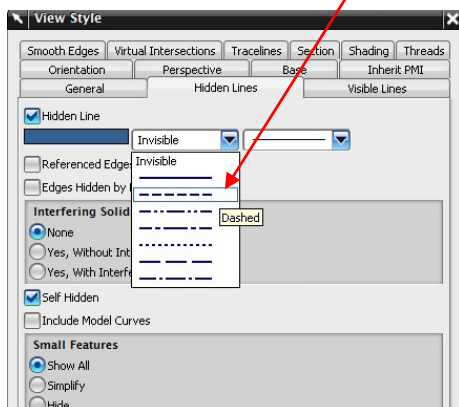 View Style
Smooth Edges Virtual Intersections Tracelines Section Shading Threads
Orientation Perspective Base Inherit PMI
General Hidden Lines Visible Lines
Hidden Line
Invisible
Referenced Edges
Invisible
Edges Hidden by
Dashed
Interfering Solid
None
Yes, Without Int
Yes, With Interfe
Self Hidden
Include Model Curves
Small Features
Show All
Simplify
Hide